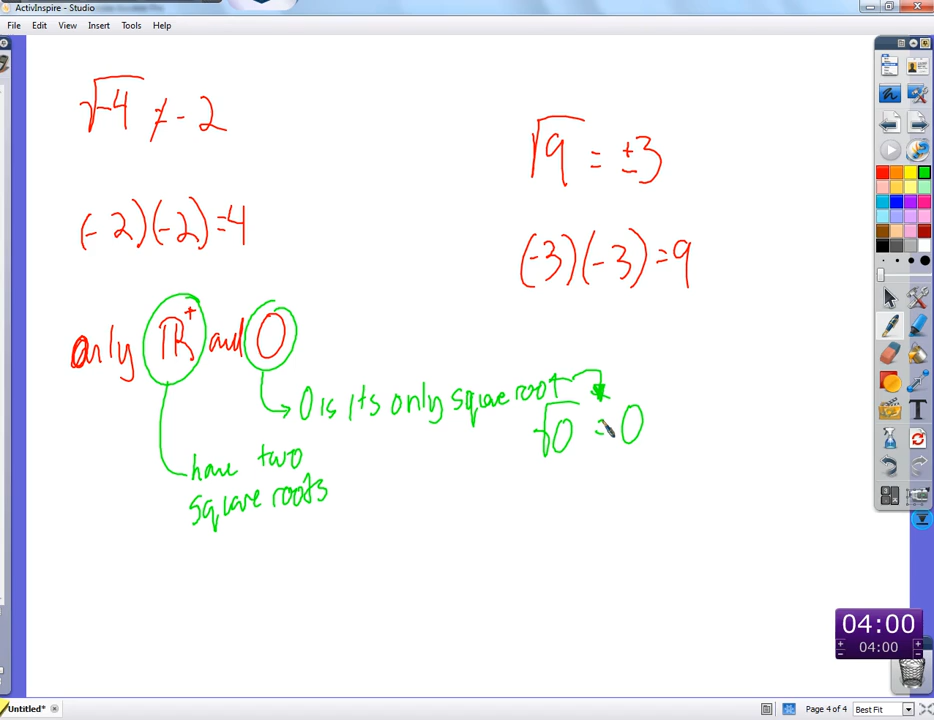 ActivInspire - Studio
File Edit View Insert Tools Help
√-4 ≠ -2
√9 = ±3
(-2)(-2)=4
(-3)(-3)=9
only ℝ⁺ and 0
0 is its only square root
√0 = 0
have two
square roots
04:00
04:00
Untitled*
Page 4 of 4
Best Fit